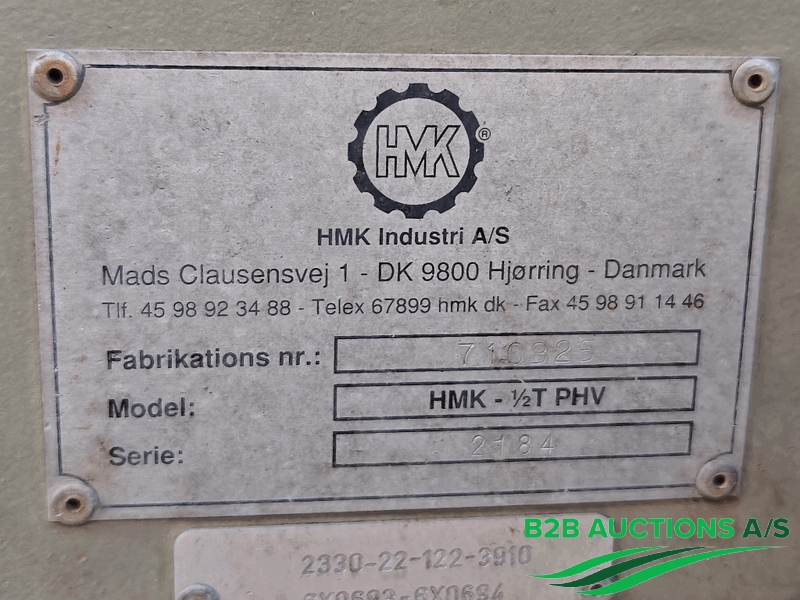 HMK ®
HMK Industri A/S
Mads Clausensvej 1 - DK 9800 Hjørring - Danmark
Tlf. 45 98 92 34 88 - Telex 67899 hmk dk - Fax 45 98 91 14 46
Fabrikations nr.:
Model: HMK - ½T PHV
Serie: 2184
B2B AUCTIONS A/S
2330-22-122-3910
6X0693-6X0694